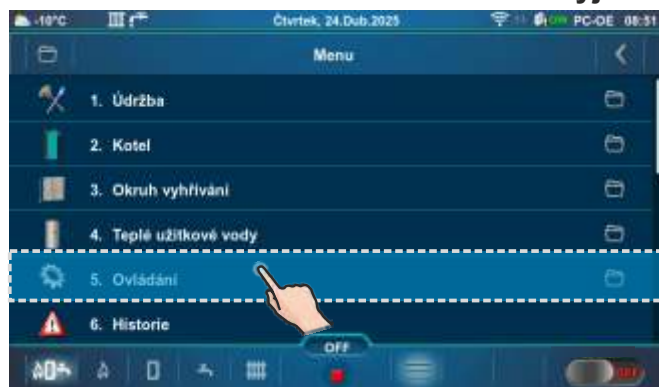 -10°C Čtvrtek, 24.Dub.2025 PC-OE 08:51
Menu
1. Údržba
2. Kotel
3. Okruh vyhřívání
4. Teplé užitkové vody
5. Ovládání
6. Historie
OFF
OFF